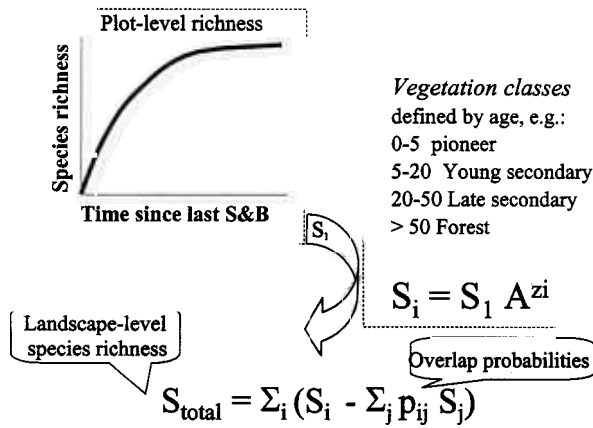 Plot-level richness
Species richness
Time since last S&B
Vegetation classes
defined by age, e.g.:
0-5 pioneer
5-20 Young secondary
20-50 Late secondary
> 50 Forest
S₁
Sᵢ = S₁ Aᶻⁱ
Landscape-level
species richness
Overlap probabilities
S_total = Σᵢ (Sᵢ - Σⱼ pᵢⱼ Sⱼ)